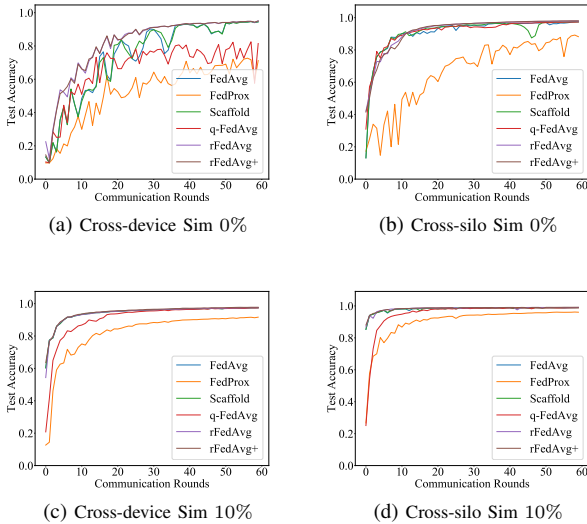 1.0
0.8
0.6
0.4
0.2
0.0
Test Accuracy
FedAvg
FedProx
Scaffold
q-FedAvg
rFedAvg
rFedAvg+
0 10 20 30 40 50 60
Communication Rounds
(a) Cross-device Sim 0%
1.0
0.8
0.6
0.4
0.2
0.0
Test Accuracy
FedAvg
FedProx
Scaffold
q-FedAvg
rFedAvg
rFedAvg+
0 10 20 30 40 50 60
Communication Rounds
(b) Cross-silo Sim 0%
1.0
0.8
0.6
0.4
0.2
0.0
Test Accuracy
FedAvg
FedProx
Scaffold
q-FedAvg
rFedAvg
rFedAvg+
0 10 20 30 40 50 60
Communication Rounds
(c) Cross-device Sim 10%
1.0
0.8
0.6
0.4
0.2
0.0
Test Accuracy
FedAvg
FedProx
Scaffold
q-FedAvg
rFedAvg
rFedAvg+
0 10 20 30 40 50 60
Communication Rounds
(d) Cross-silo Sim 10%